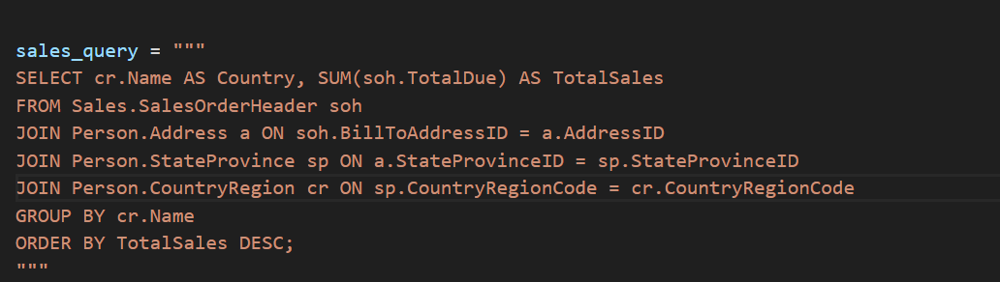 sales_query = """
SELECT cr.Name AS Country, SUM(soh.TotalDue) AS TotalSales
FROM Sales.SalesOrderHeader soh
JOIN Person.Address a ON soh.BillToAddressID = a.AddressID
JOIN Person.StateProvince sp ON a.StateProvinceID = sp.StateProvinceID
JOIN Person.CountryRegion cr ON sp.CountryRegionCode = cr.CountryRegionCode
GROUP BY cr.Name
ORDER BY TotalSales DESC;
"""